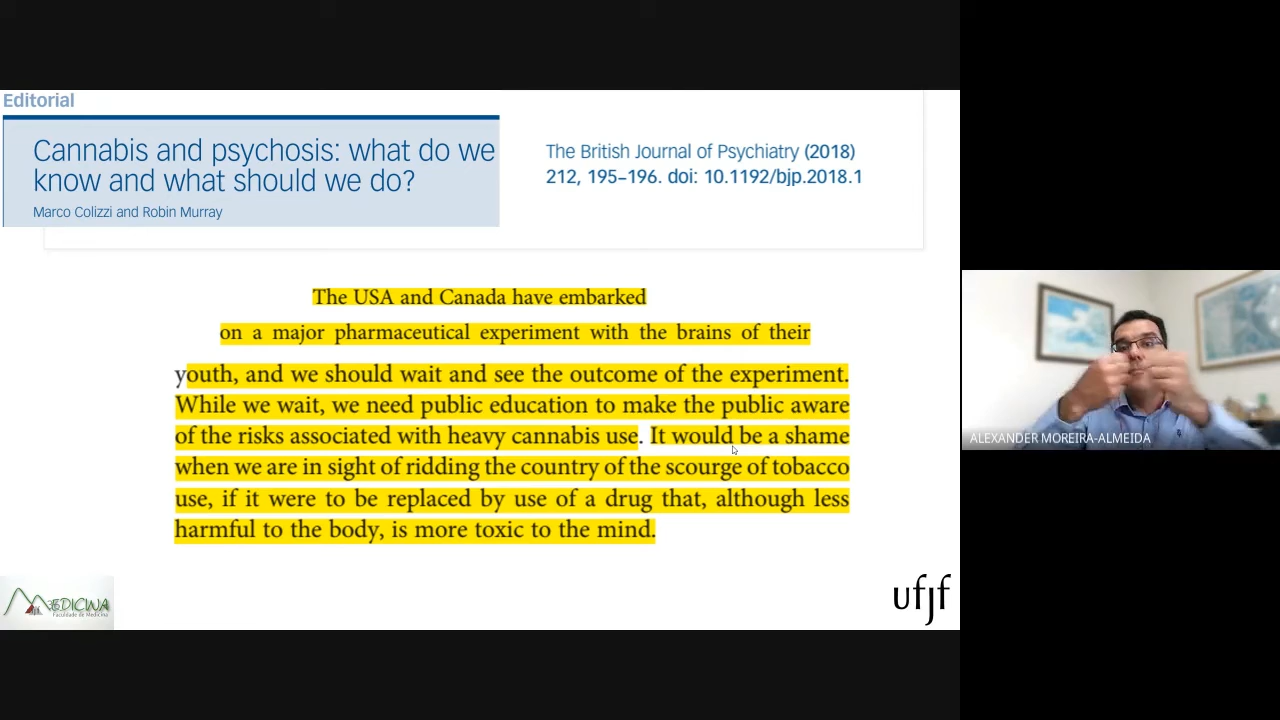 Editorial
Cannabis and psychosis: what do we
know and what should we do?
Marco Colizzi and Robin Murray
The British Journal of Psychiatry (2018)
212, 195–196. doi: 10.1192/bjp.2018.1
The USA and Canada have embarked
on a major pharmaceutical experiment with the brains of their
youth, and we should wait and see the outcome of the experiment.
While we wait, we need public education to make the public aware
of the risks associated with heavy cannabis use. It would be a shame
when we are in sight of ridding the country of the scourge of tobacco
use, if it were to be replaced by use of a drug that, although less
harmful to the body, is more toxic to the mind.
ALEXANDER MOREIRA-ALMEIDA
MEDICINA
Faculdade de Medicina
ufjf